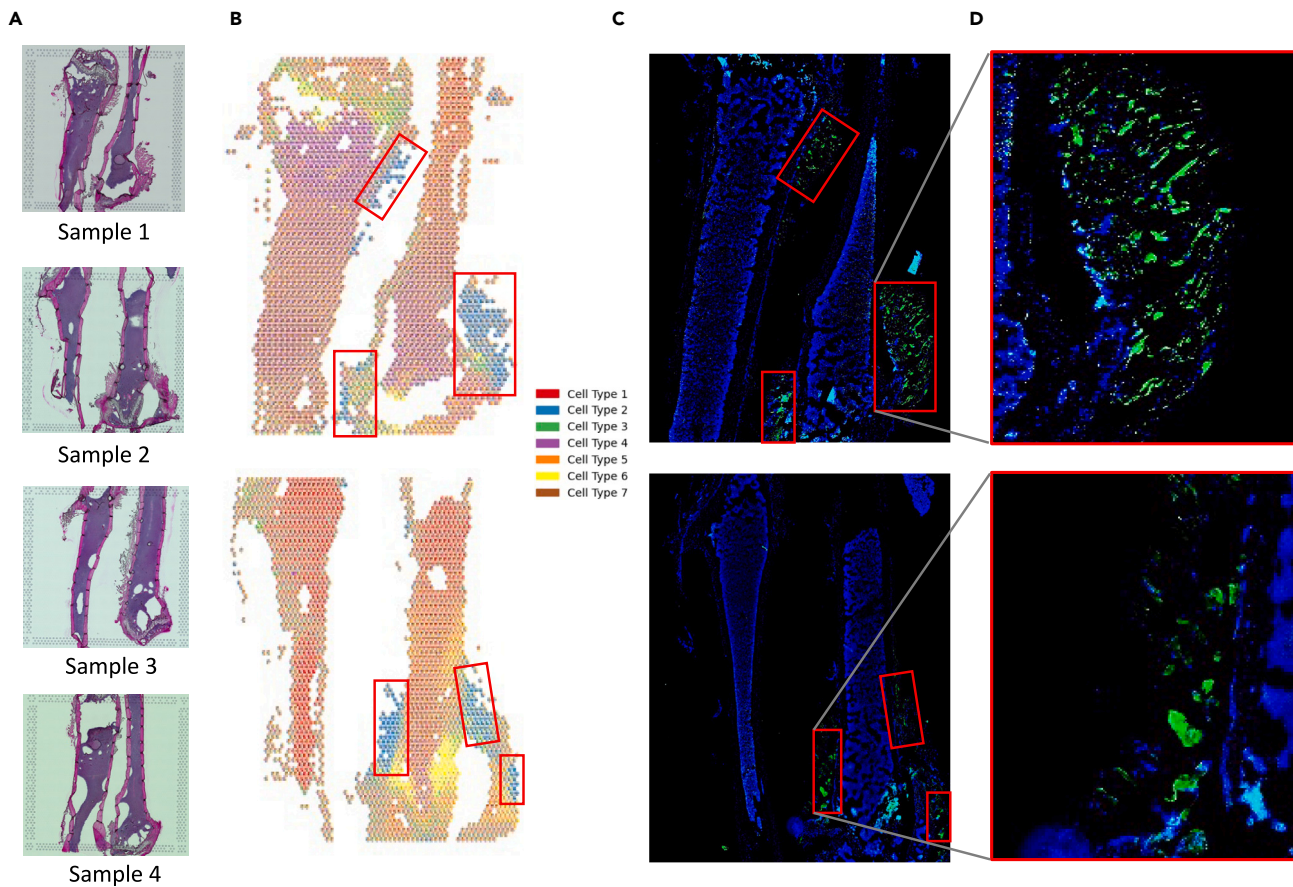 A
B
C
D
Sample 1
Sample 2
Sample 3
Sample 4
Cell Type 1
Cell Type 2
Cell Type 3
Cell Type 4
Cell Type 5
Cell Type 6
Cell Type 7